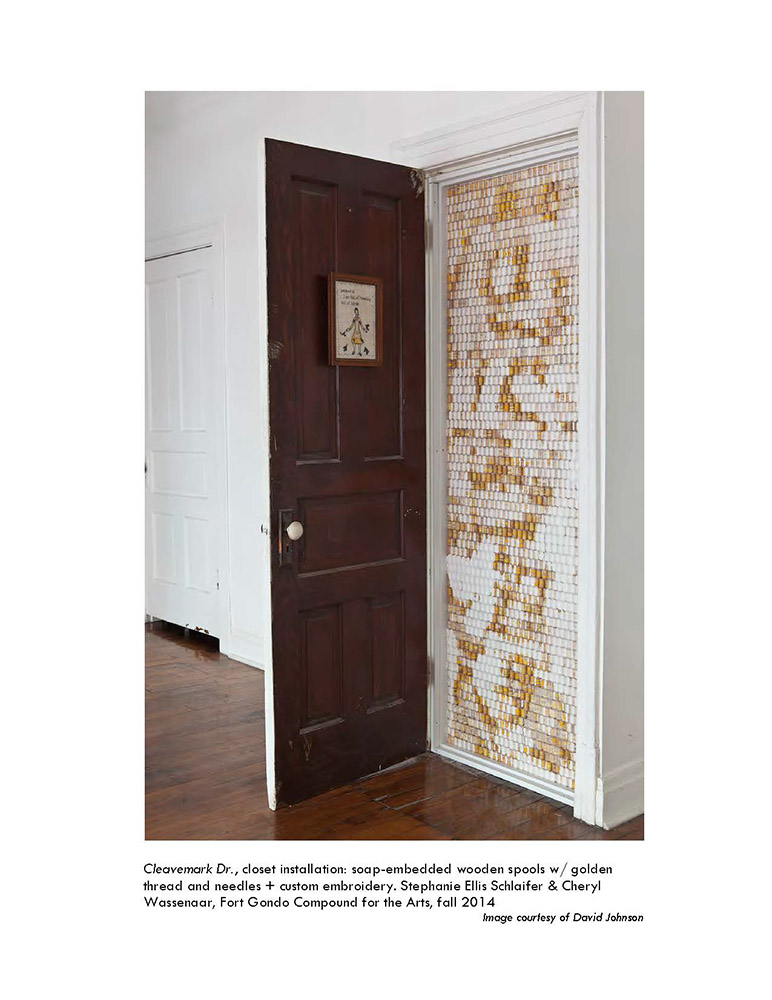 Cleavemark Dr., closet installation: soap-embedded wooden spools w/ golden
thread and needles + custom embroidery. Stephanie Ellis Schlaifer & Cheryl
Wassenaar, Fort Gondo Compound for the Arts, fall 2014
Image courtesy of David Johnson